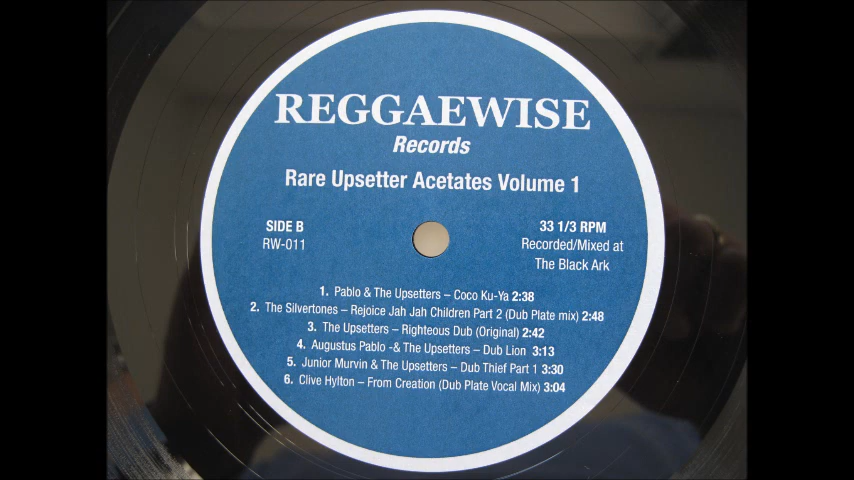 REGGAEWISE
Records
Rare Upsetter Acetates Volume 1
SIDE B
RW-011
33 1/3 RPM
Recorded/Mixed at
The Black Ark
1. Pablo & The Upsetters – Coco Ku-Ya 2:38
2. The Silvertones – Rejoice Jah Jah Children Part 2 (Dub Plate mix) 2:48
3. The Upsetters – Righteous Dub (Original) 2:42
4. Augustus Pablo -& The Upsetters – Dub Lion 3:13
5. Junior Murvin & The Upsetters – Dub Thief Part 1 3:30
6. Clive Hylton – From Creation (Dub Plate Vocal Mix) 3:04